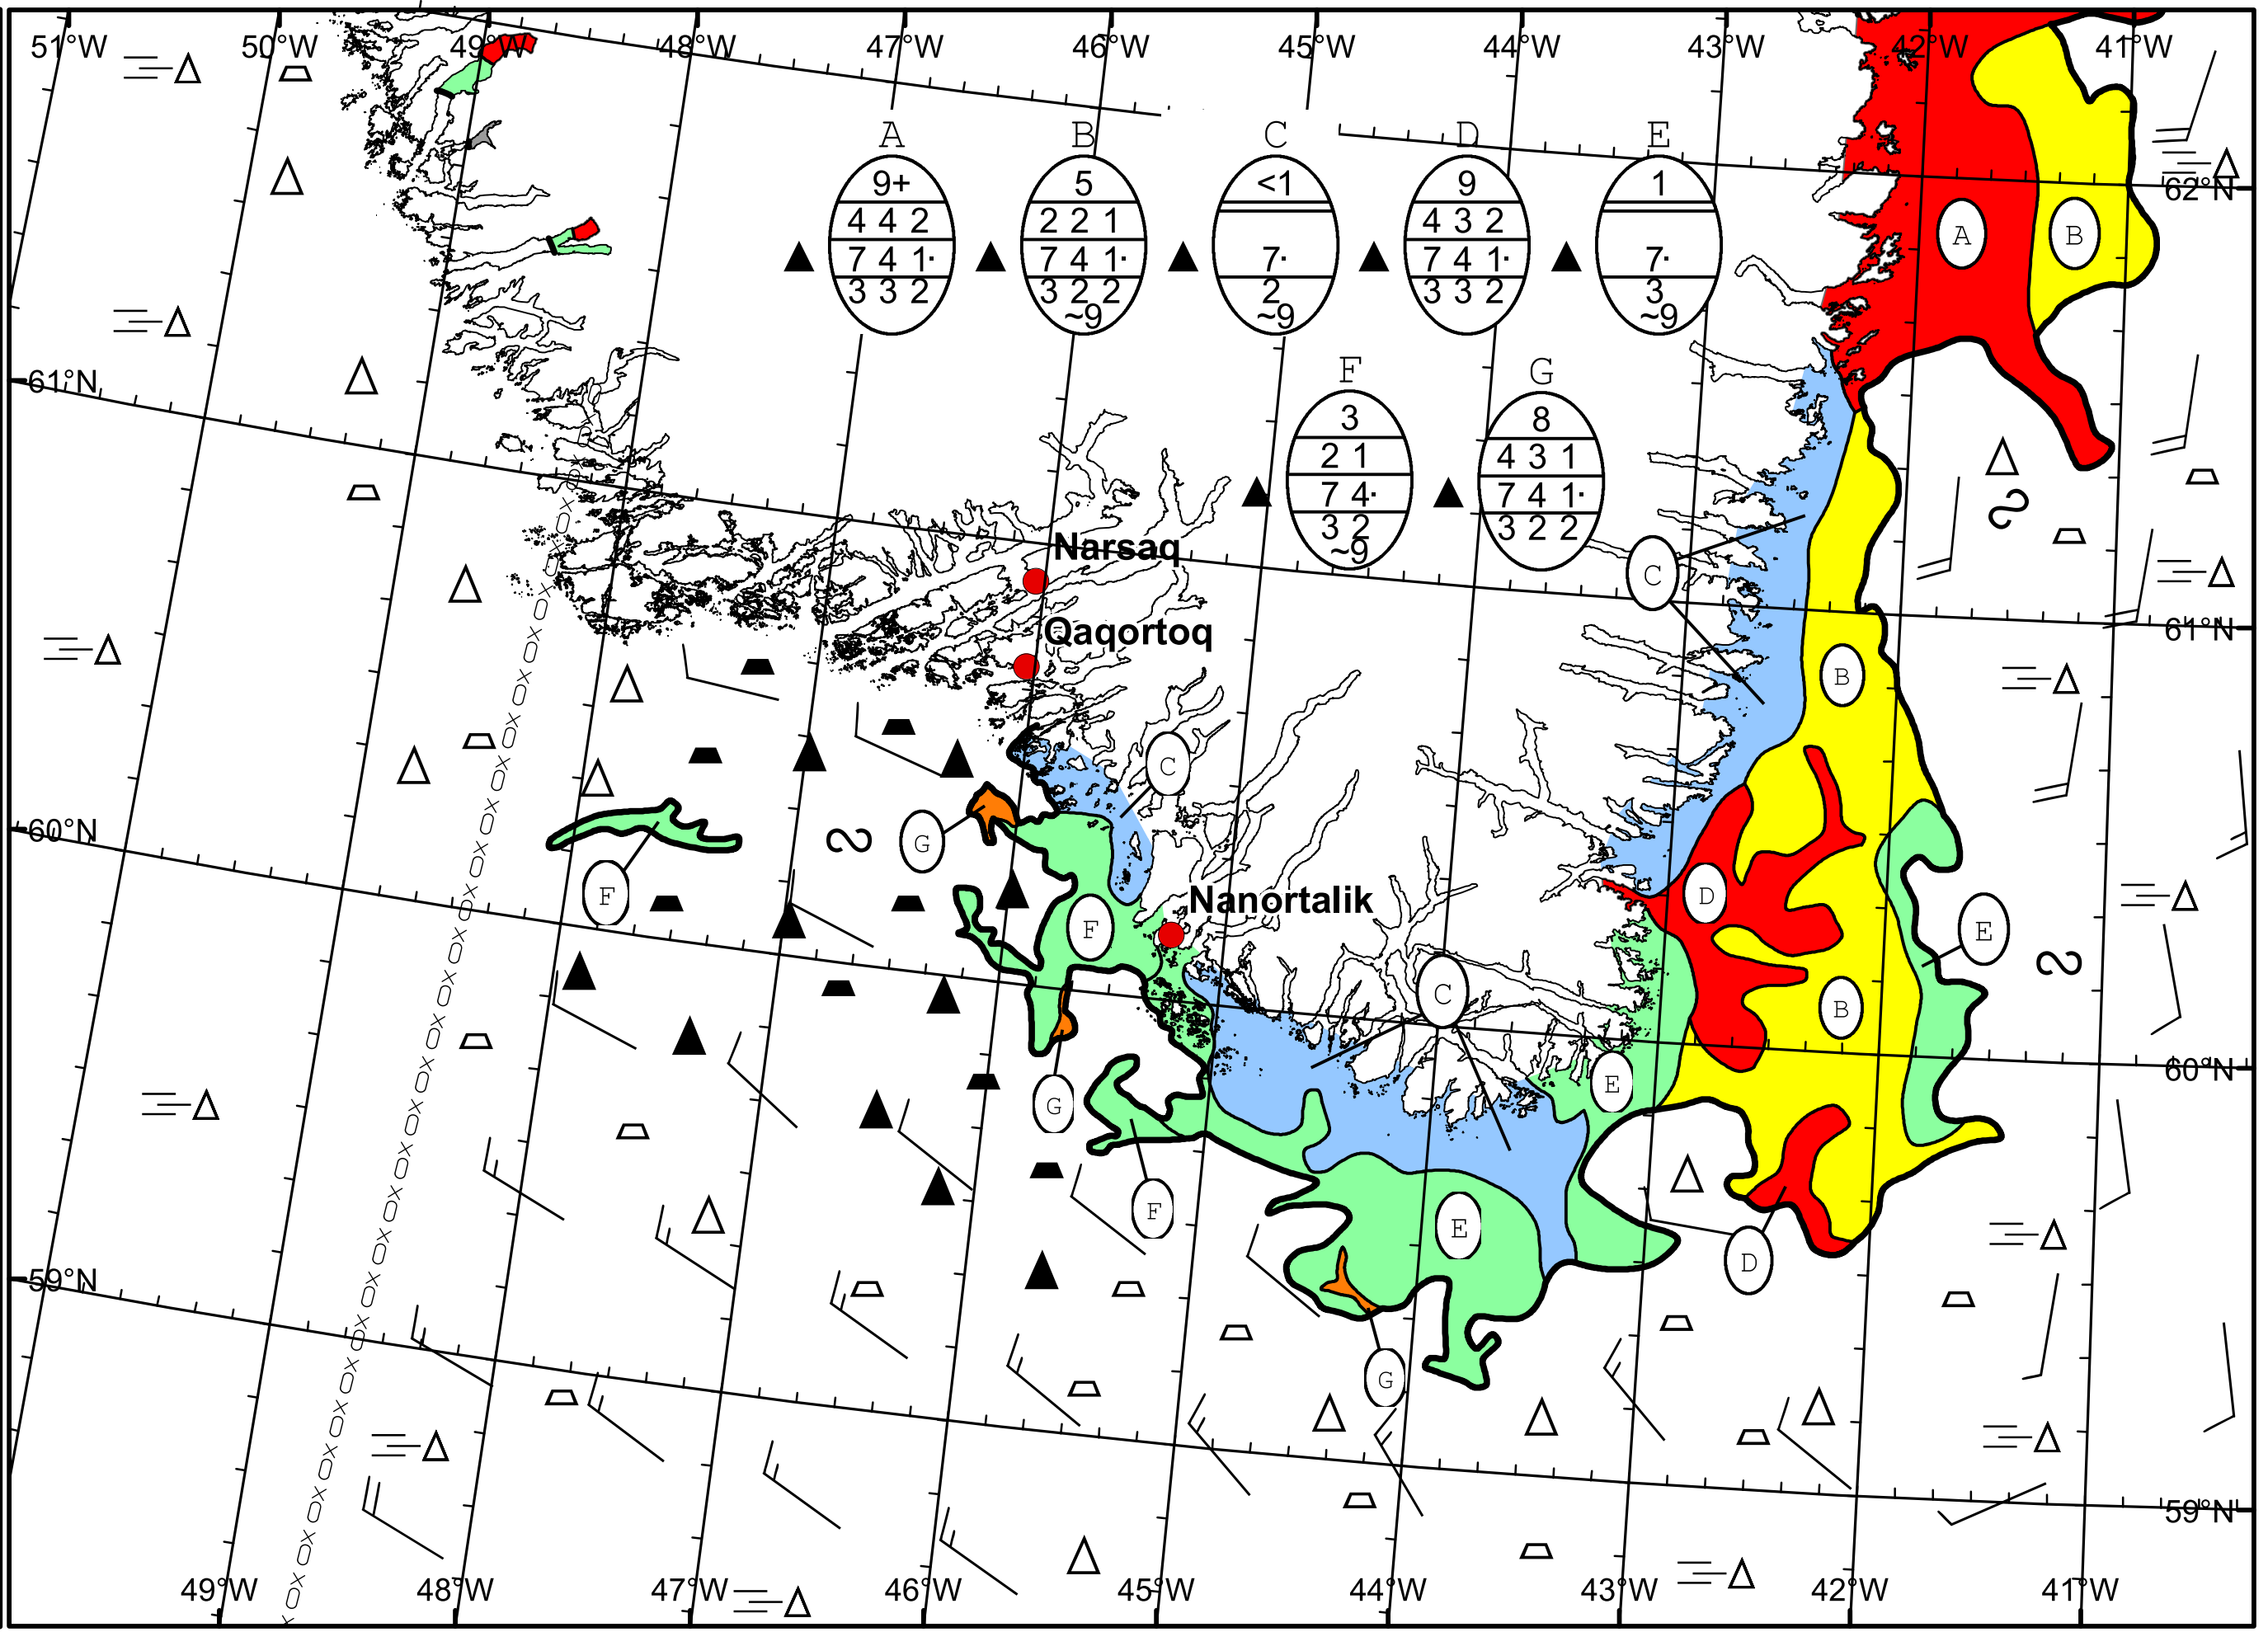 51°W 50°W 49°W 48°W 47°W 46°W 45°W 44°W 43°W 42°W 41°W
A B C D E
9+ 5 <1 9 1
4 4 2 2 2 1 4 3 2
7 4 1· 7 4 1· 7· 7 4 1· 7·
3 3 2 3 2 2 2 3 3 2 3
~9 ~9 ~9
62°N
A B
F G
3 8
2 1 4 3 1
7 4· 7 4 1·
3 2 3 2 2
~9
61°N
Narsaq
C
Qaqortoq
61°N
B
C
60°N
G
F
D
Nanortalik
F
E
C
B
60°N
E
G
F
E
D
59°N
G
59°N
49°W 48°W 47°W 46°W 45°W 44°W 43°W 42°W 41°W